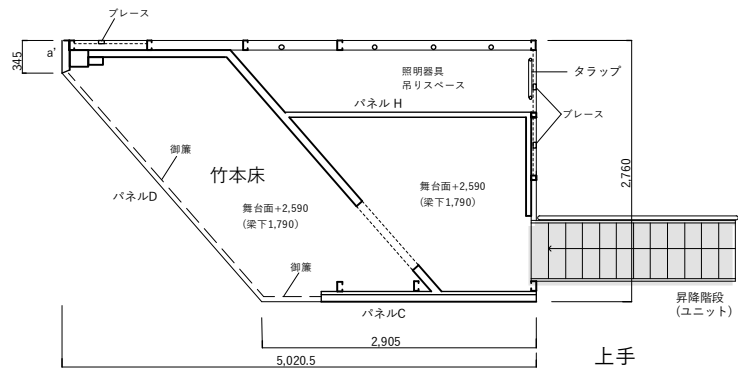 ブレース
345
a'
照明器具
吊りスペース
タラップ
パネル H
ブレース
御簾
竹本床
パネルD
舞台面+2,590
(梁下1,790)
舞台面+2,590
(梁下1,790)
2,760
御簾
昇降階段
(ユニット)
パネルC
2,905
5,020.5
上手